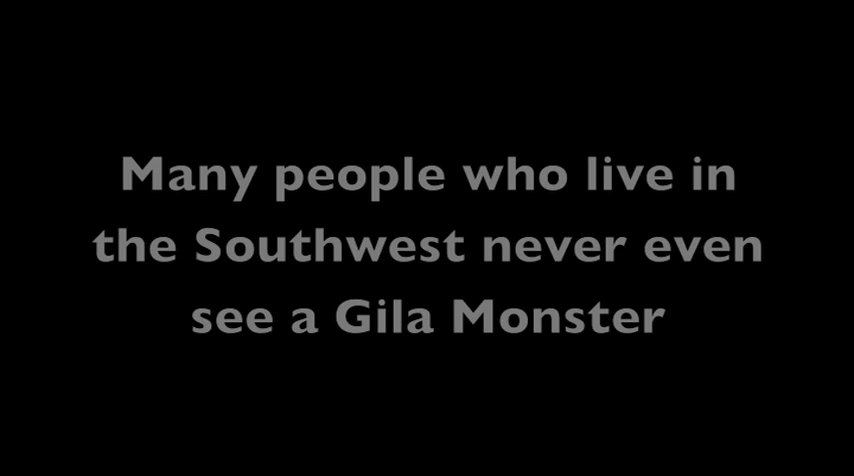 Many people who live in
the Southwest never even
see a Gila Monster